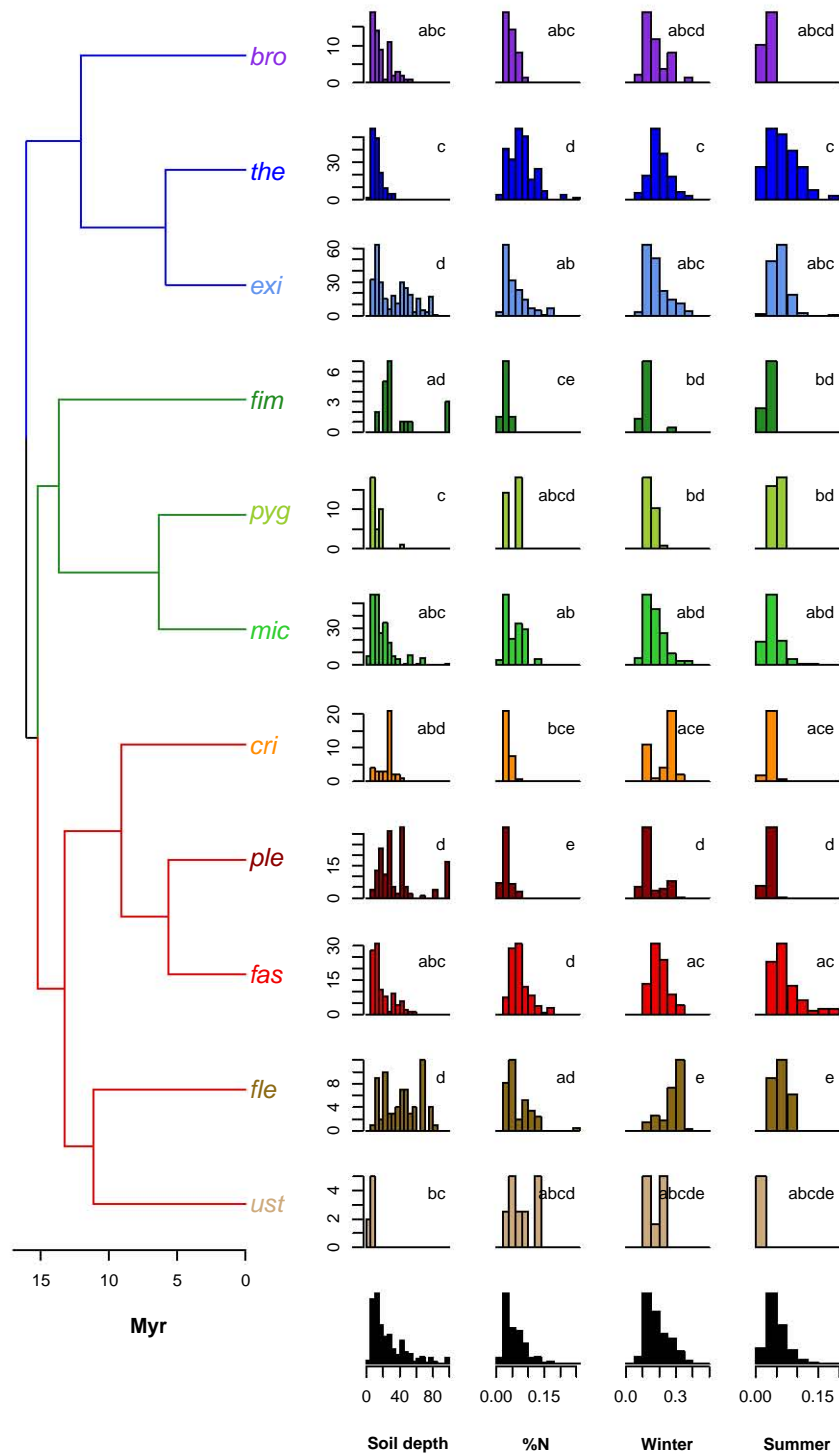 bro
0 10
abc
abc
abcd
abcd
the
0 30
c
d
c
c
exi
0 30 60
d
ab
abc
abc
fim
0 3 6
ad
ce
bd
bd
pyg
0 10
c
abcd
bd
bd
mic
0 30
abc
ab
abd
abd
cri
0 10 20
abd
bce
ace
ace
ple
0 15
d
e
d
d
fas
0 15 30
abc
d
ac
ac
fle
0 4 8
d
ad
e
e
ust
0 2 4
bc
abcd
abcde
abcde
15 10 5 0
Myr
0 40 80
0.00 0.15
0.0 0.3
0.00 0.15
Soil depth
%N
Winter
Summer